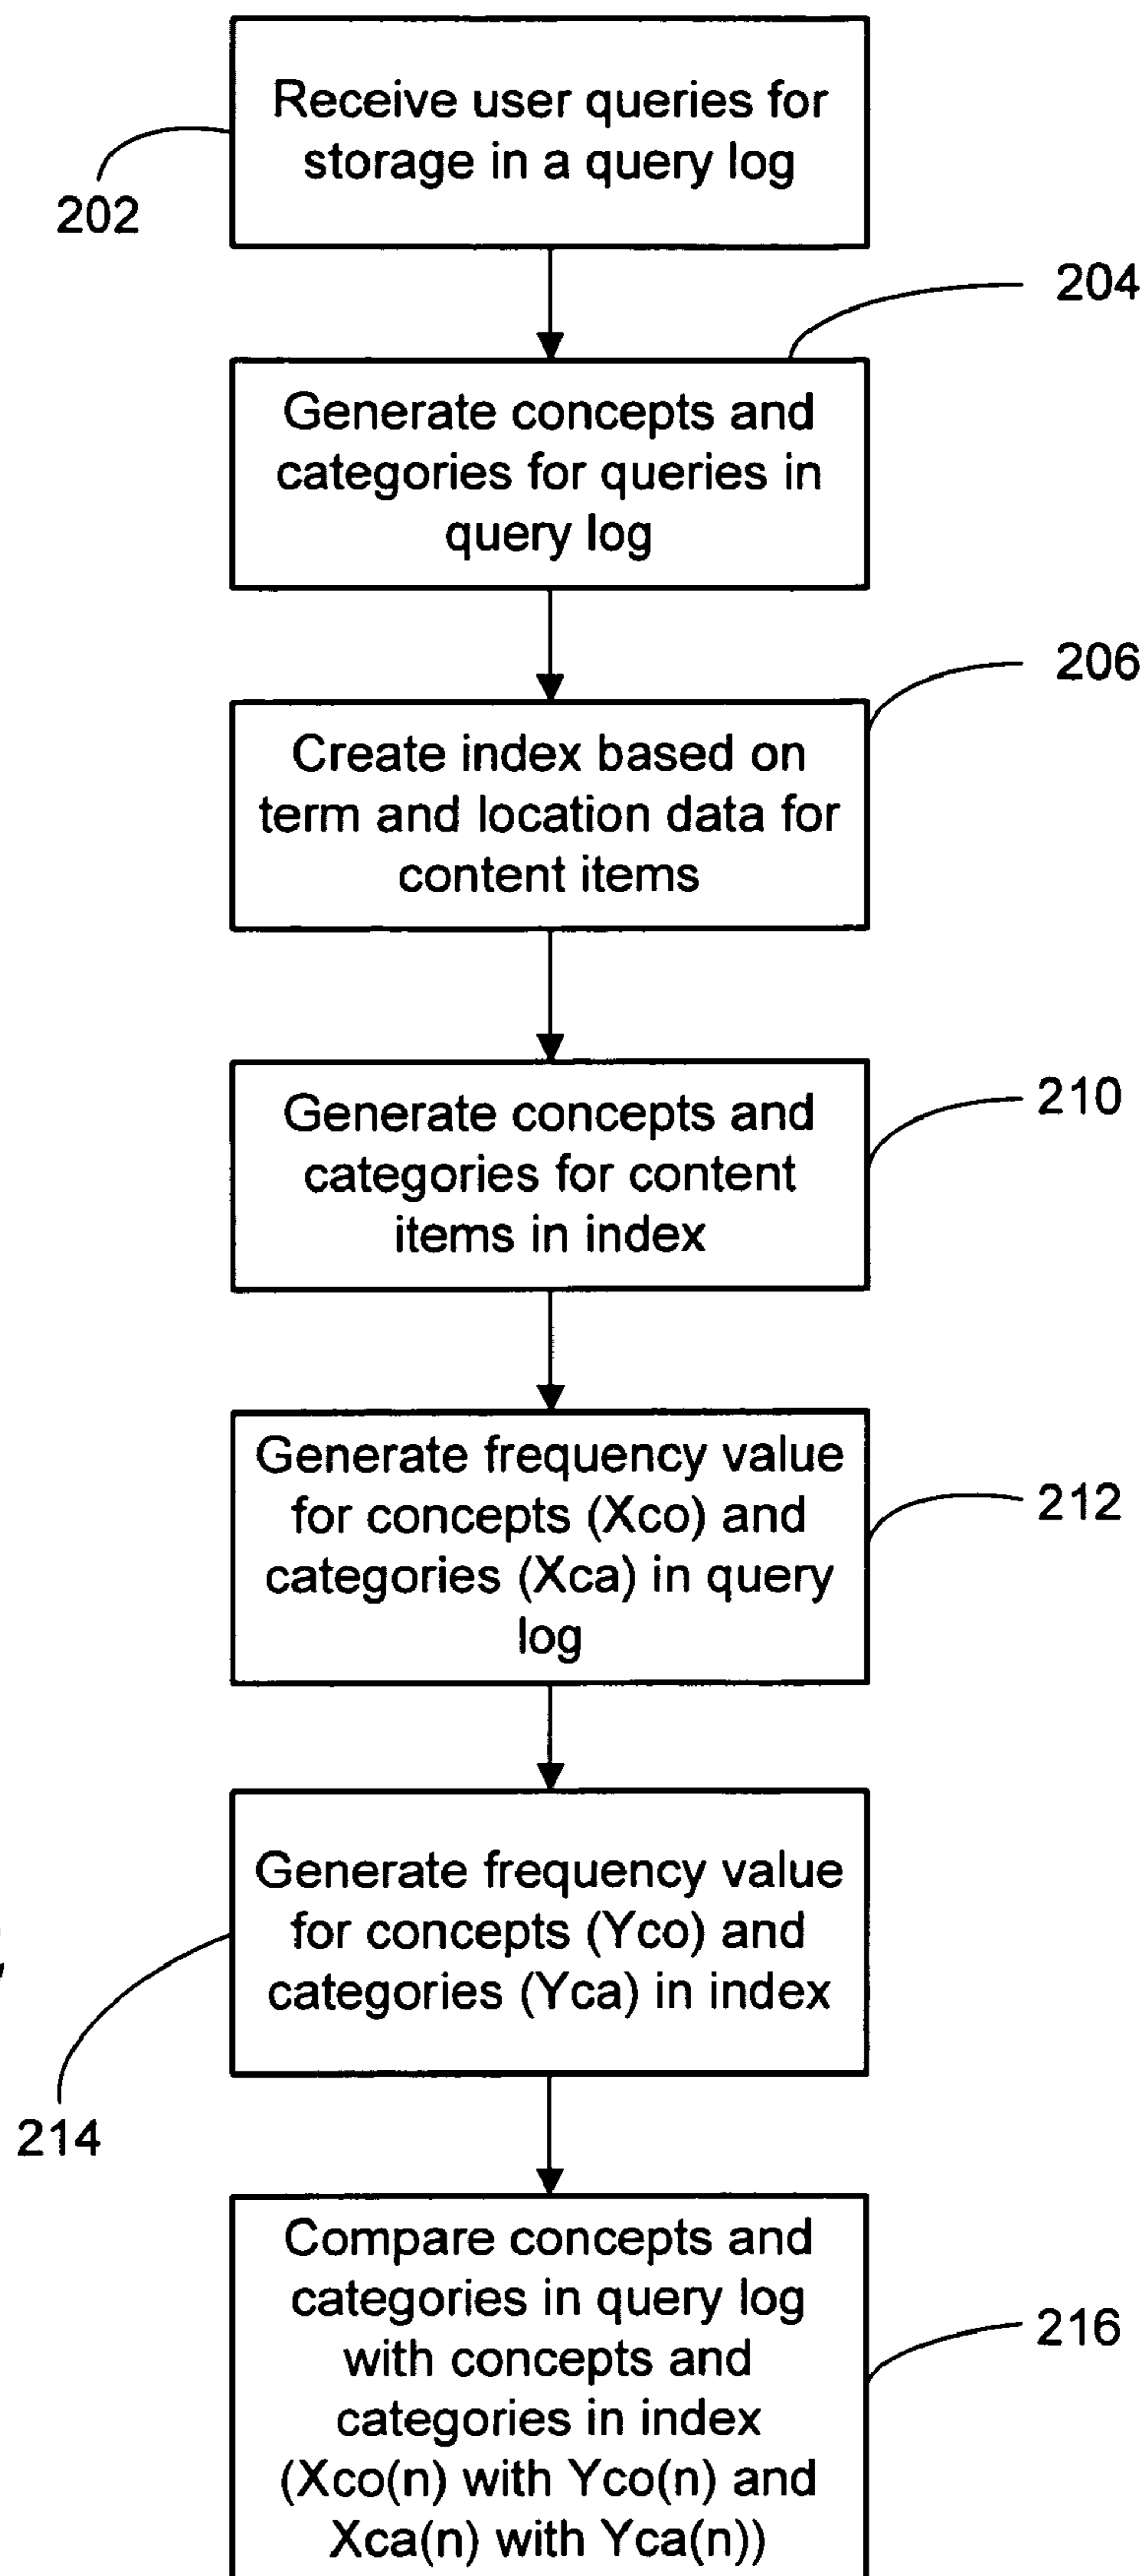 Receive user queries for
storage in a query log
202
204
Generate concepts and
categories for queries in
query log
206
Create index based on
term and location data for
content items
210
Generate concepts and
categories for content
items in index
Generate frequency value
for concepts (Xco) and
categories (Xca) in query
log
212
Generate frequency value
for concepts (Yco) and
categories (Yca) in index
214
Compare concepts and
categories in query log
with concepts and
categories in index
(Xco(n) with Yco(n) and
Xca(n) with Yca(n))
216